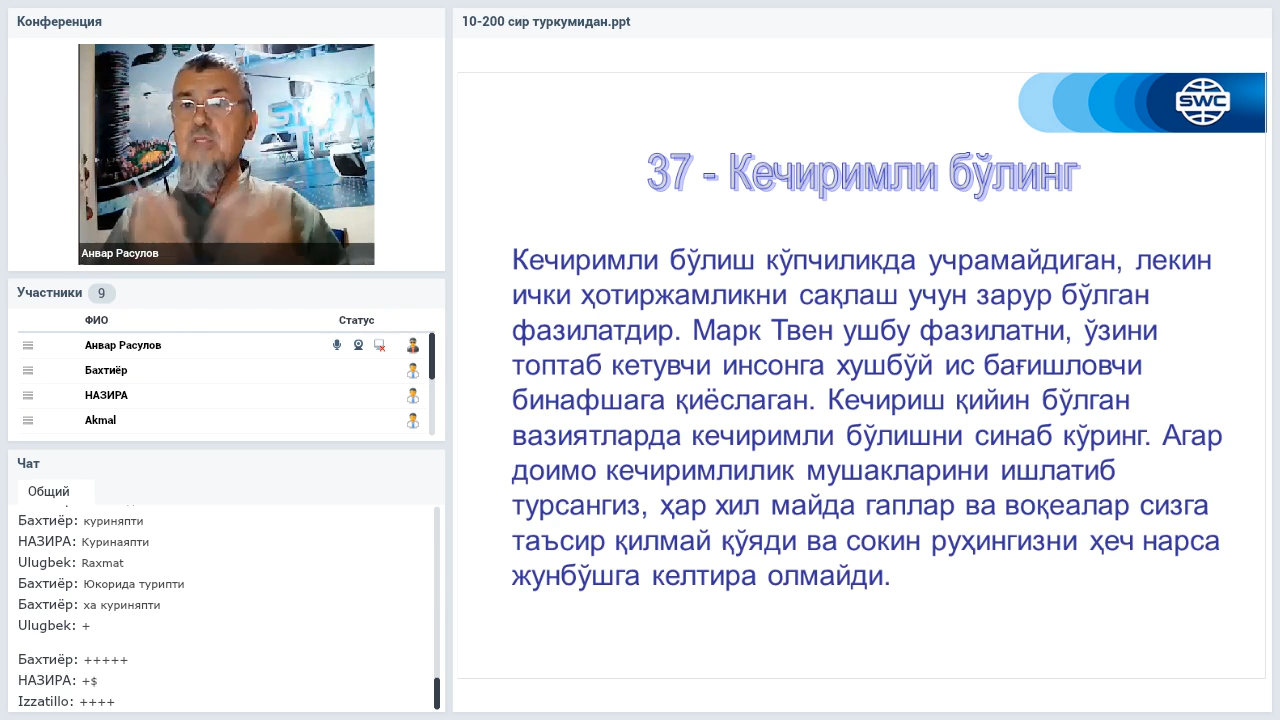 Конференция
Анвар Расулов
Участники 9
ФИО Статус
Анвар Расулов
Бахтиёр
НАЗИРА
Akmal
Чат
Общий
Бахтиёр: куриняпти
НАЗИРА: Куринаяпти
Ulugbek: Raxmat
Бахтиёр: Юкорида турипти
Бахтиёр: ха куриняпти
Ulugbek: +
Бахтиёр: +++++
НАЗИРА: +$
Izzatillo: ++++
10-200 сир туркумидан.ppt
SWC
37 - Кечиримли бўлинг
Кечиримли бўлиш кўпчиликда учрамайдиган, лекин
ички ҳотиржамликни сақлаш учун зарур бўлган
фазилатдир. Марк Твен ушбу фазилатни, ўзини
топтаб кетувчи инсонга хушбўй ис бағишловчи
бинафшага қиёслаган. Кечириш қийин бўлган
вазиятларда кечиримли бўлишни синаб кўринг. Агар
доимо кечиримлилик мушакларини ишлатиб
турсангиз, ҳар хил майда гаплар ва воқеалар сизга
таъсир қилмай қўяди ва сокин руҳингизни ҳеч нарса
жунбўшга келтира олмайди.